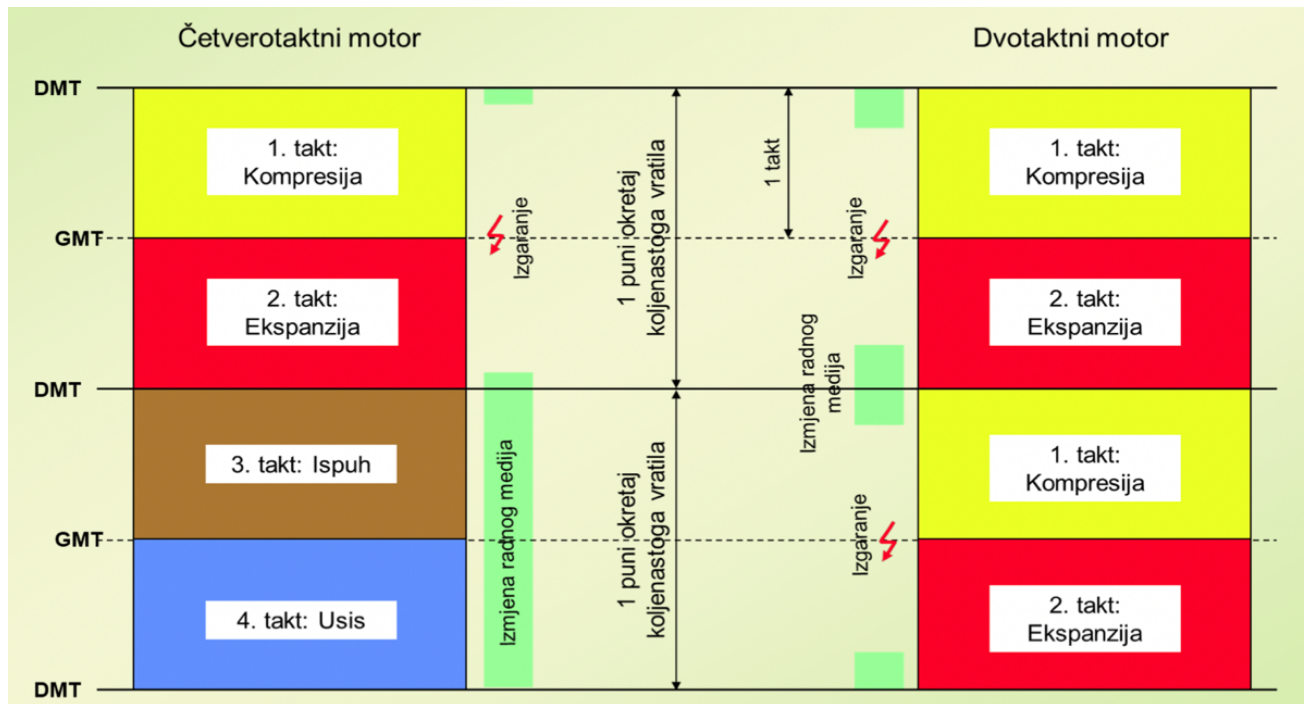 Četverotaktni motor
Dvotaktni motor
DMT
1. takt:
Kompresija
GMT
2. takt:
Ekspanzija
DMT
3. takt: Ispuh
GMT
4. takt: Usis
DMT
Izgaranje
Izmjena radnog medija
1 puni okretaj
koljenastoga vratila
1 puni okretaj
koljenastoga vratila
1 takt
Izgaranje
Izmjena radnog
medija
Izgaranje
1. takt:
Kompresija
2. takt:
Ekspanzija
1. takt:
Kompresija
2. takt:
Ekspanzija